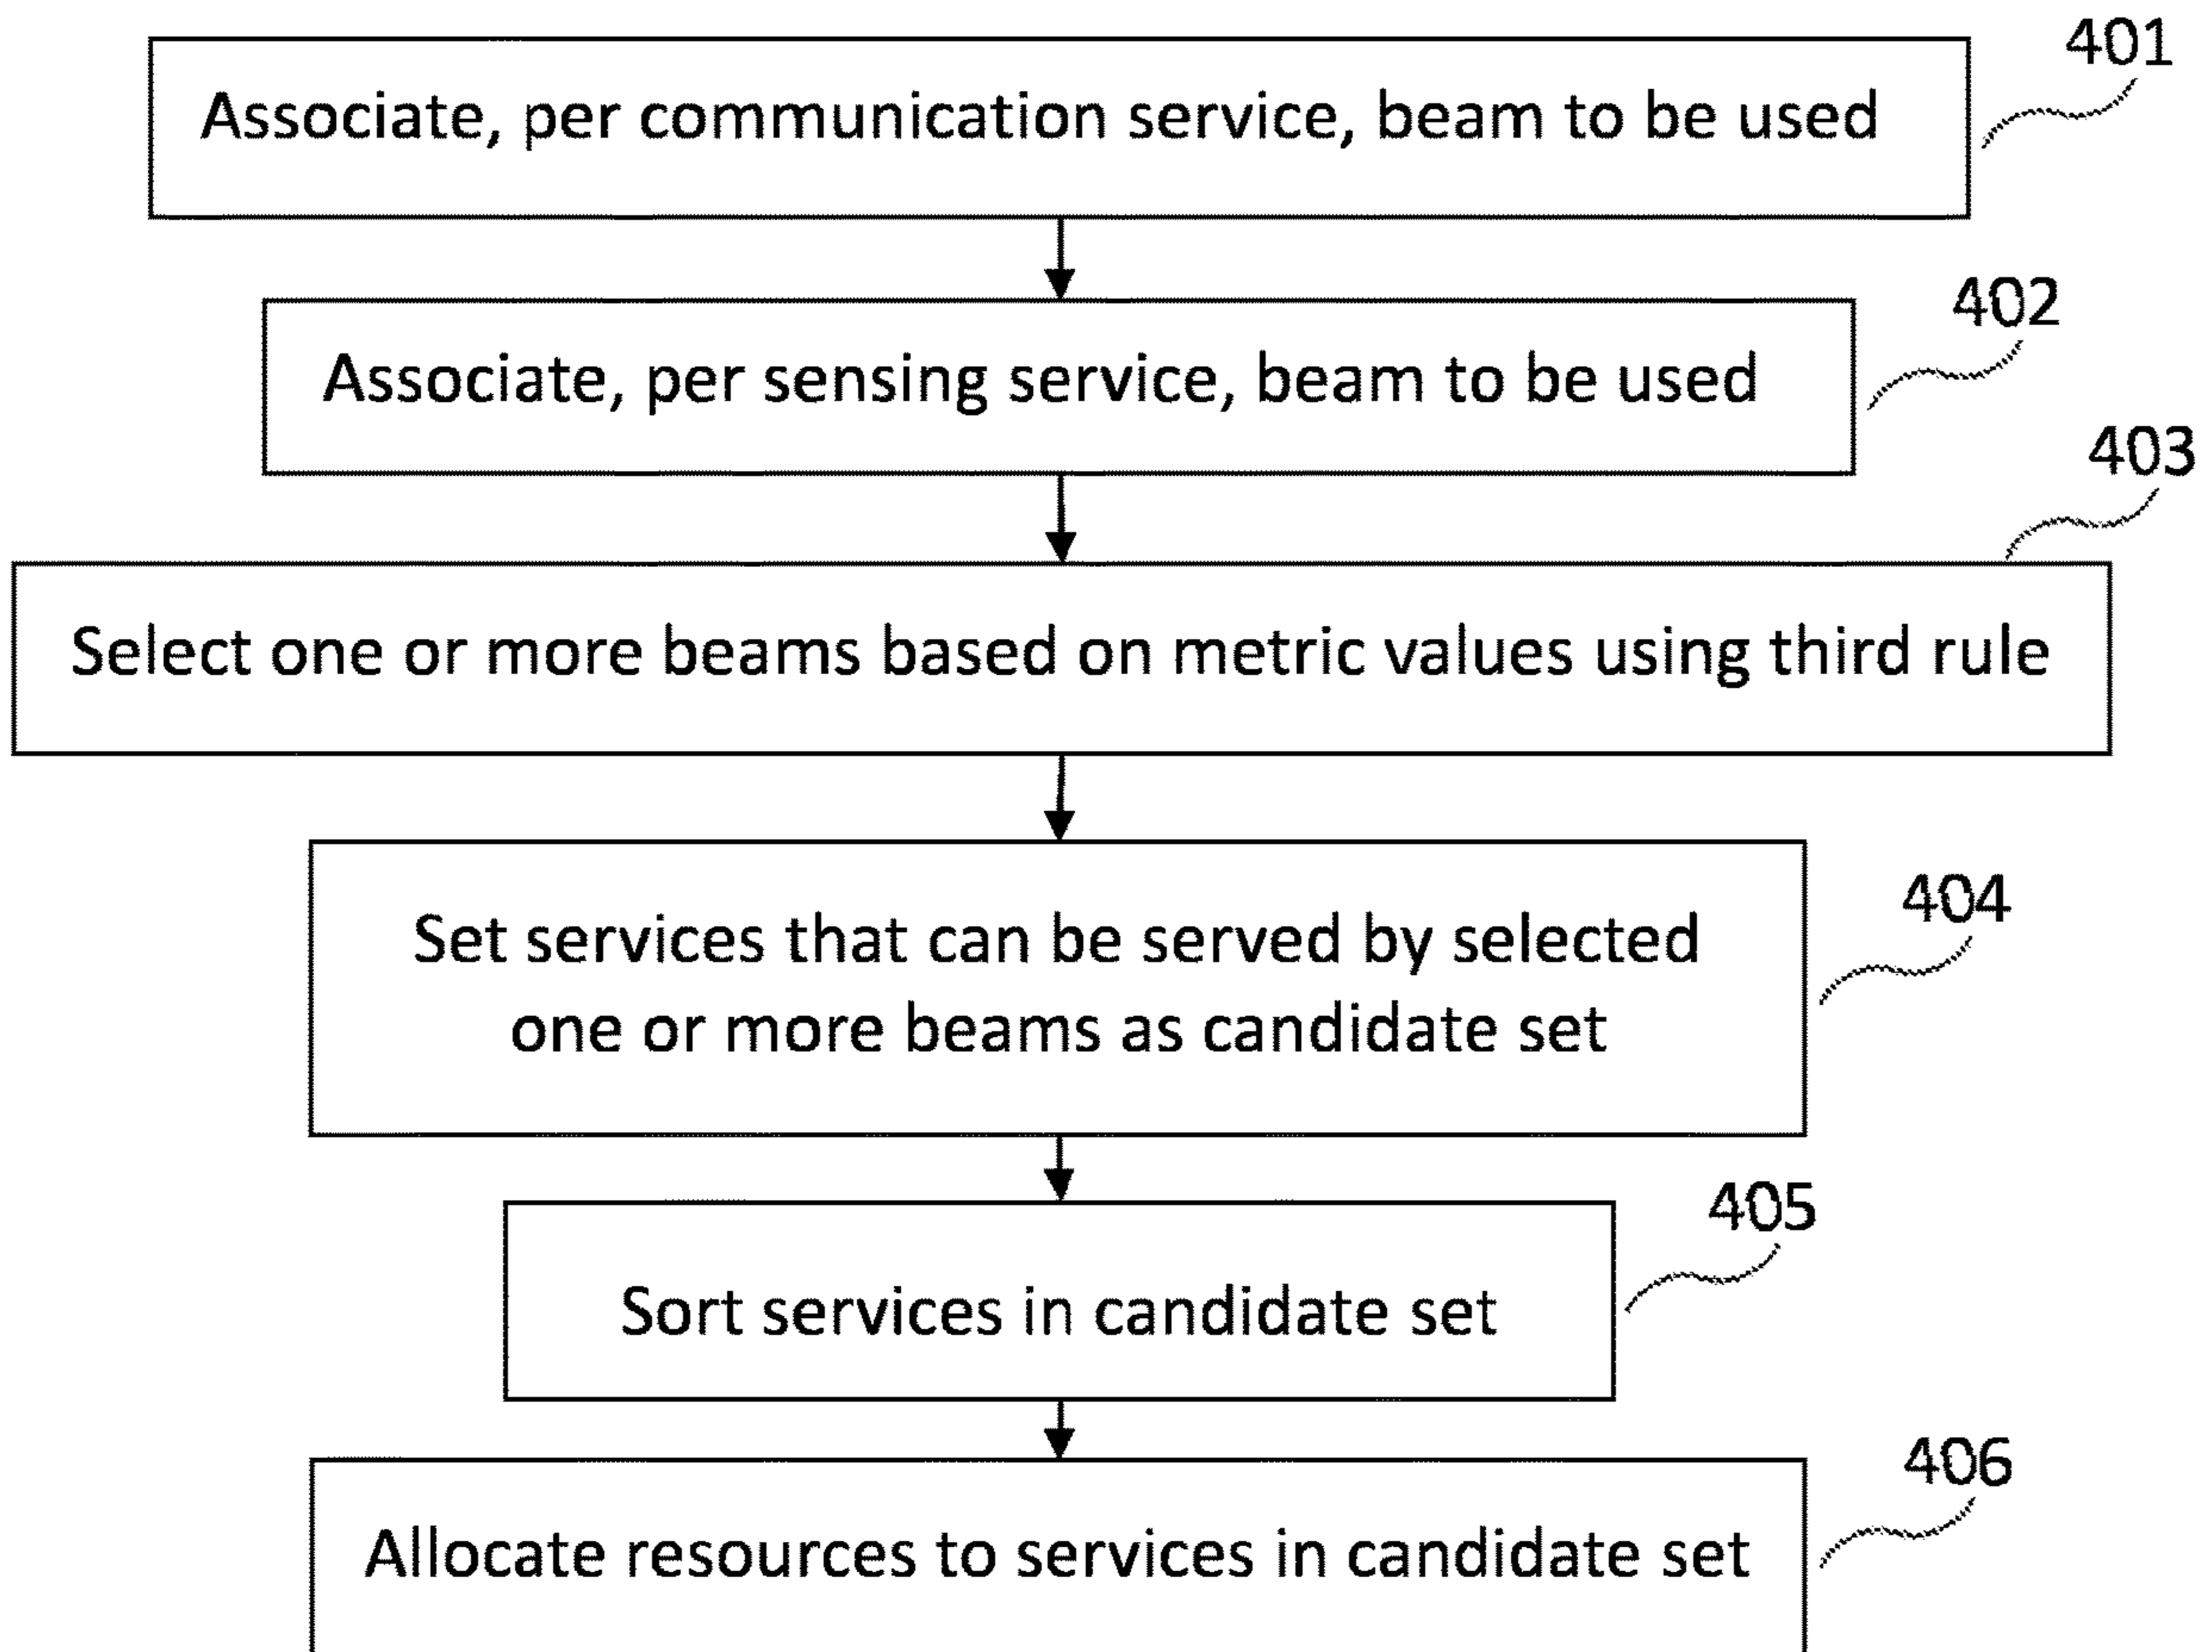 401
Associate, per communication service, beam to be used
402
Associate, per sensing service, beam to be used
403
Select one or more beams based on metric values using third rule
404
Set services that can be served by selected
one or more beams as candidate set
405
Sort services in candidate set
406
Allocate resources to services in candidate set